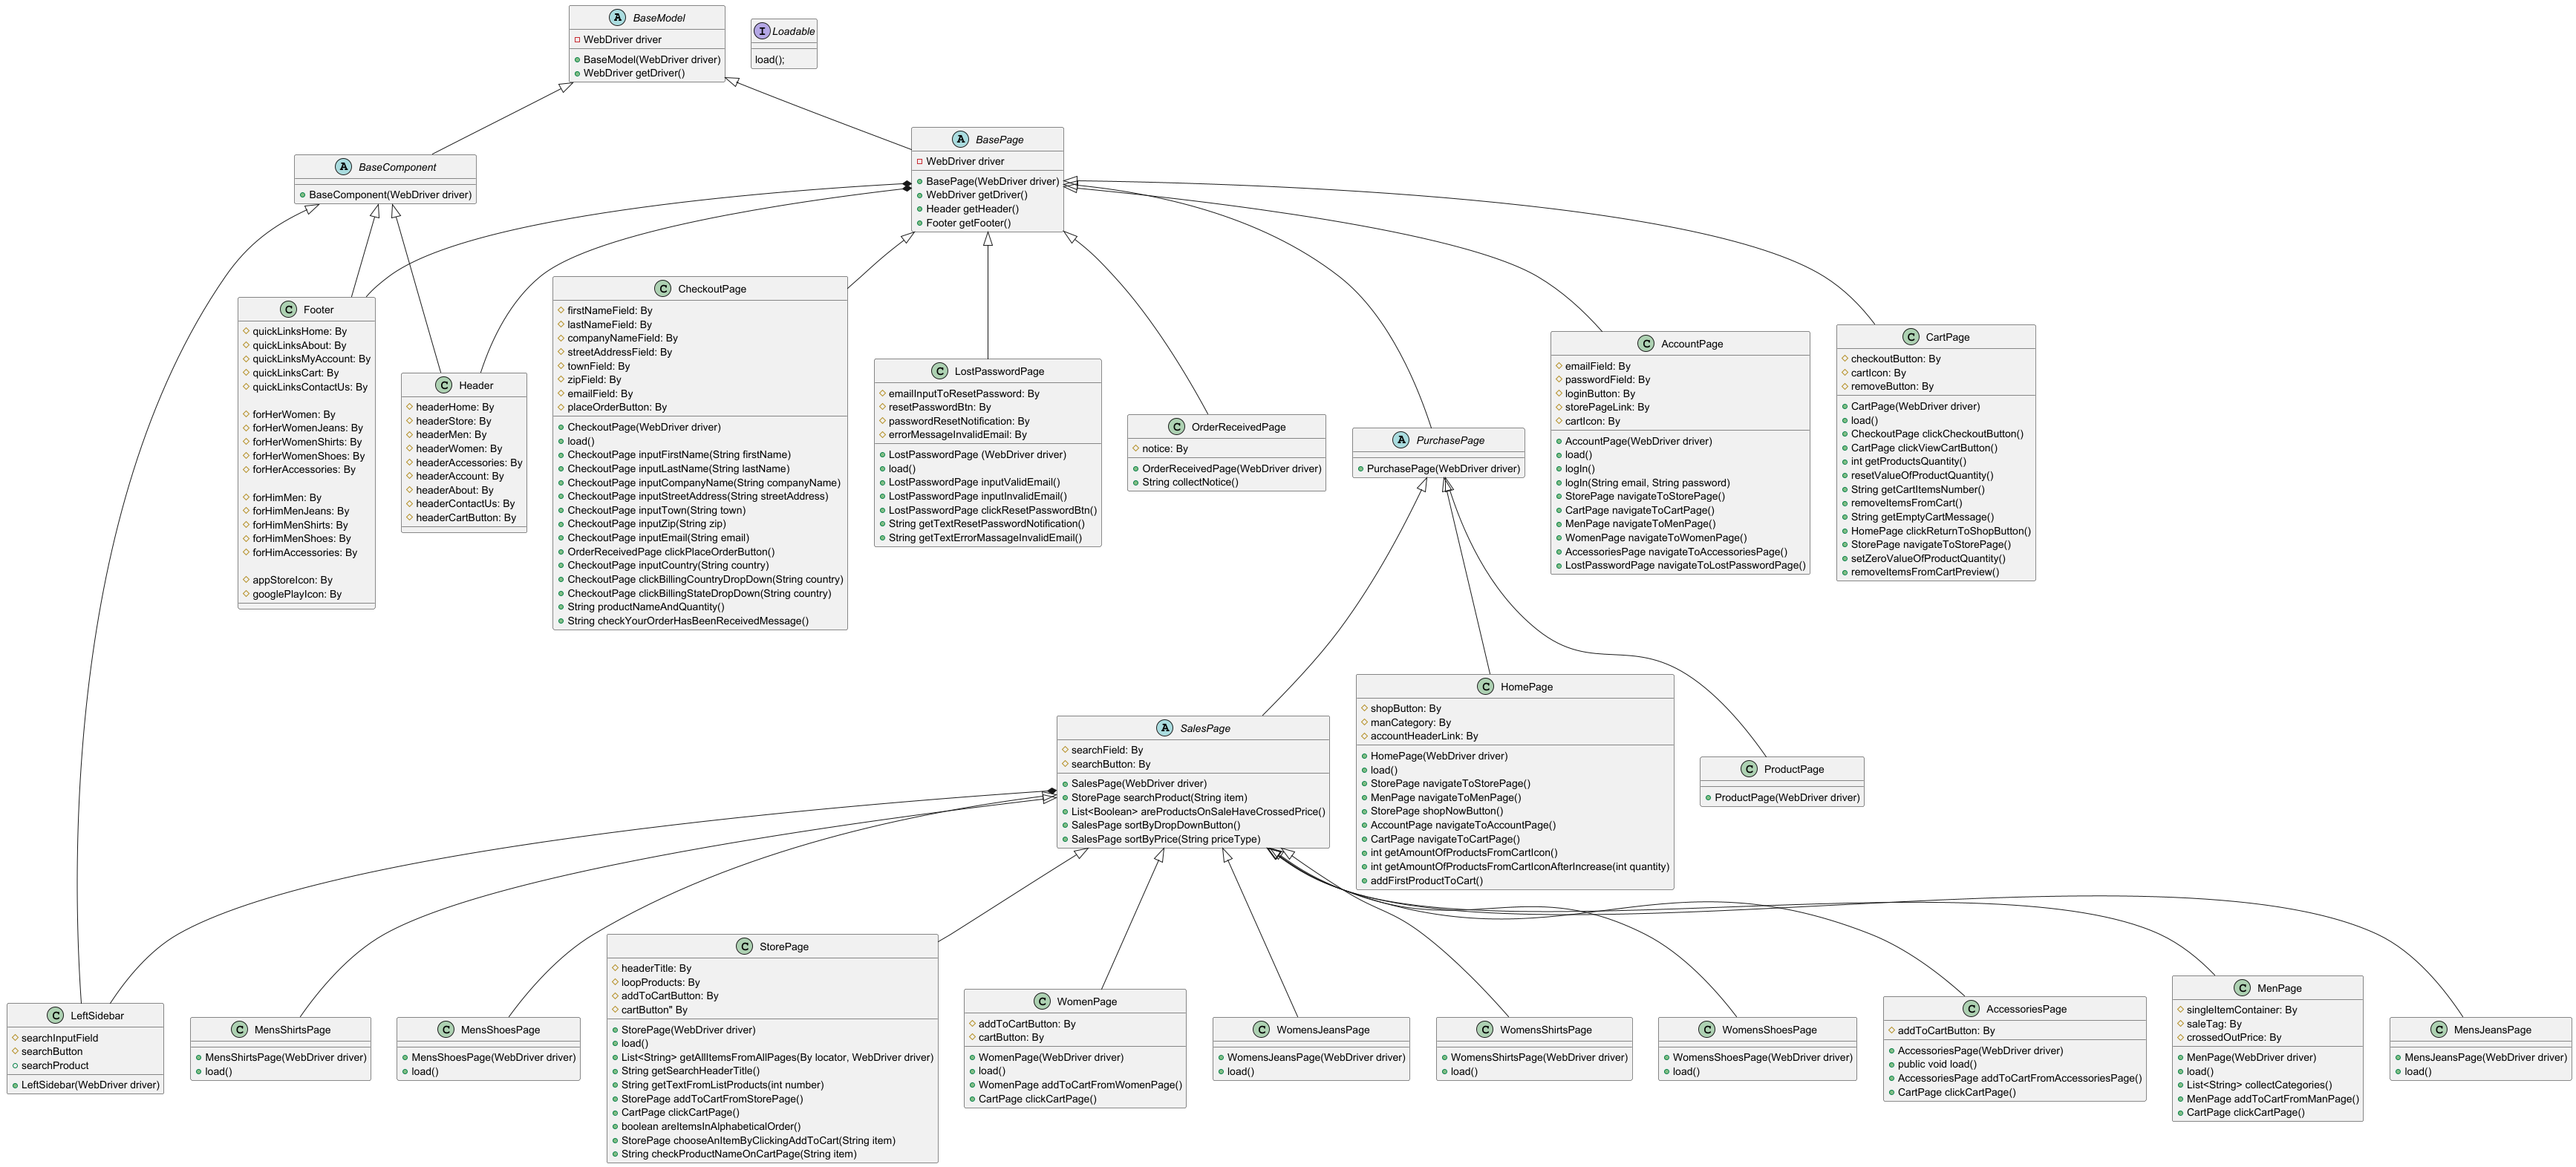 A BaseModel
WebDriver driver
BaseModel(WebDriver driver)
WebDriver getDriver()
I Loadable
load();
A BaseComponent
BaseComponent(WebDriver driver)
A BasePage
WebDriver driver
BasePage(WebDriver driver)
WebDriver getDriver()
Header getHeader()
Footer getFooter()
C Footer
quickLinksHome: By
quickLinksAbout: By
quickLinksMyAccount: By
quickLinksCart: By
quickLinksContactUs: By
forHerWomen: By
forHerWomenJeans: By
forHerWomenShirts: By
forHerWomenShoes: By
forHerAccessories: By
forHimMen: By
forHimMenJeans: By
forHimMenShirts: By
forHimMenShoes: By
forHimAccessories: By
appStoreIcon: By
googlePlayIcon: By
C Header
headerHome: By
headerStore: By
headerMen: By
headerWomen: By
headerAccessories: By
headerAccount: By
headerAbout: By
headerContactUs: By
headerCartButton: By
C CheckoutPage
firstNameField: By
lastNameField: By
companyNameField: By
streetAddressField: By
townField: By
zipField: By
emailField: By
placeOrderButton: By
CheckoutPage(WebDriver driver)
load()
CheckoutPage inputFirstName(String firstName)
CheckoutPage inputLastName(String lastName)
CheckoutPage inputCompanyName(String companyName)
CheckoutPage inputStreetAddress(String streetAddress)
CheckoutPage inputTown(String town)
CheckoutPage inputZip(String zip)
CheckoutPage inputEmail(String email)
OrderReceivedPage clickPlaceOrderButton()
CheckoutPage inputCountry(String country)
CheckoutPage clickBillingCountryDropDown(String country)
CheckoutPage clickBillingStateDropDown(String country)
String productNameAndQuantity()
String checkYourOrderHasBeenReceivedMessage()
C LostPasswordPage
emailInputToResetPassword: By
resetPasswordBtn: By
passwordResetNotification: By
errorMessageInvalidEmail: By
LostPasswordPage (WebDriver driver)
load()
LostPasswordPage inputValidEmail()
LostPasswordPage inputInvalidEmail()
LostPasswordPage clickResetPasswordBtn()
String getTextResetPasswordNotification()
String getTextErrorMassageInvalidEmail()
C OrderReceivedPage
notice: By
OrderReceivedPage(WebDriver driver)
String collectNotice()
A PurchasePage
PurchasePage(WebDriver driver)
C AccountPage
emailField: By
passwordField: By
loginButton: By
storePageLink: By
cartIcon: By
AccountPage(WebDriver driver)
load()
logIn()
logIn(String email, String password)
StorePage navigateToStorePage()
CartPage navigateToCartPage()
MenPage navigateToMenPage()
WomenPage navigateToWomenPage()
AccessoriesPage navigateToAccessoriesPage()
LostPasswordPage navigateToLostPasswordPage()
C CartPage
checkoutButton: By
cartIcon: By
removeButton: By
CartPage(WebDriver driver)
load()
CheckoutPage clickCheckoutButton()
CartPage clickViewCartButton()
int getProductsQuantity()
resetValueOfProductQuantity()
String getCartItemsNumber()
removeItemsFromCart()
String getEmptyCartMessage()
HomePage clickReturnToShopButton()
StorePage navigateToStorePage()
setZeroValueOfProductQuantity()
removeItemsFromCartPreview()
A SalesPage
searchField: By
searchButton: By
SalesPage(WebDriver driver)
StorePage searchProduct(String item)
List<Boolean> areProductsOnSaleHaveCrossedPrice()
SalesPage sortByDropDownButton()
SalesPage sortByPrice(String priceType)
C HomePage
shopButton: By
manCategory: By
accountHeaderLink: By
HomePage(WebDriver driver)
load()
StorePage navigateToStorePage()
MenPage navigateToMenPage()
StorePage shopNowButton()
AccountPage navigateToAccountPage()
CartPage navigateToCartPage()
int getAmountOfProductsFromCartIcon()
int getAmountOfProductsFromCartIconAfterIncrease(int quantity)
addFirstProductToCart()
C ProductPage
ProductPage(WebDriver driver)
C LeftSidebar
searchInputField
searchButton
searchProduct
LeftSidebar(WebDriver driver)
C MensShirtsPage
MensShirtsPage(WebDriver driver)
load()
C MensShoesPage
MensShoesPage(WebDriver driver)
load()
C StorePage
headerTitle: By
loopProducts: By
addToCartButton: By
cartButton" By
StorePage(WebDriver driver)
load()
List<String> getAllItemsFromAllPages(By locator, WebDriver driver)
String getSearchHeaderTitle()
String getTextFromListProducts(int number)
StorePage addToCartFromStorePage()
CartPage clickCartPage()
boolean areItemsInAlphabeticalOrder()
StorePage chooseAnItemByClickingAddToCart(String item)
String checkProductNameOnCartPage(String item)
C WomenPage
addToCartButton: By
cartButton: By
WomenPage(WebDriver driver)
load()
WomenPage addToCartFromWomenPage()
CartPage clickCartPage()
C WomensJeansPage
WomensJeansPage(WebDriver driver)
load()
C WomensShirtsPage
WomensShirtsPage(WebDriver driver)
load()
C WomensShoesPage
WomensShoesPage(WebDriver driver)
load()
C AccessoriesPage
addToCartButton: By
AccessoriesPage(WebDriver driver)
public void load()
AccessoriesPage addToCartFromAccessoriesPage()
CartPage clickCartPage()
C MenPage
singleItemContainer: By
saleTag: By
crossedOutPrice: By
MenPage(WebDriver driver)
load()
List<String> collectCategories()
MenPage addToCartFromManPage()
CartPage clickCartPage()
C MensJeansPage
MensJeansPage(WebDriver driver)
load()